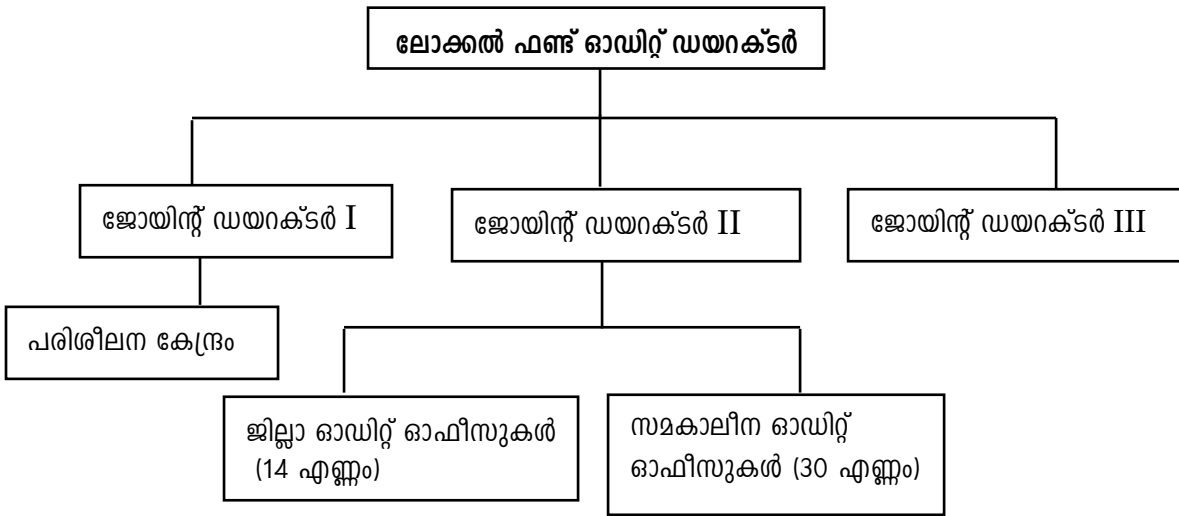 ലോക്കൽ ഫണ്ട് ഓഡിറ്റ് ഡയറക്ടർ
ജോയിന്റ് ഡയറക്ടർ I
ജോയിന്റ് ഡയറക്ടർ II
ജോയിന്റ് ഡയറക്ടർ III
പരിശീലന കേന്ദ്രം
ജില്ലാ ഓഡിറ്റ് ഓഫീസുകൾ
(14 എണ്ണം)
സമകാലീന ഓഡിറ്റ്
ഓഫീസുകൾ (30 എണ്ണം)